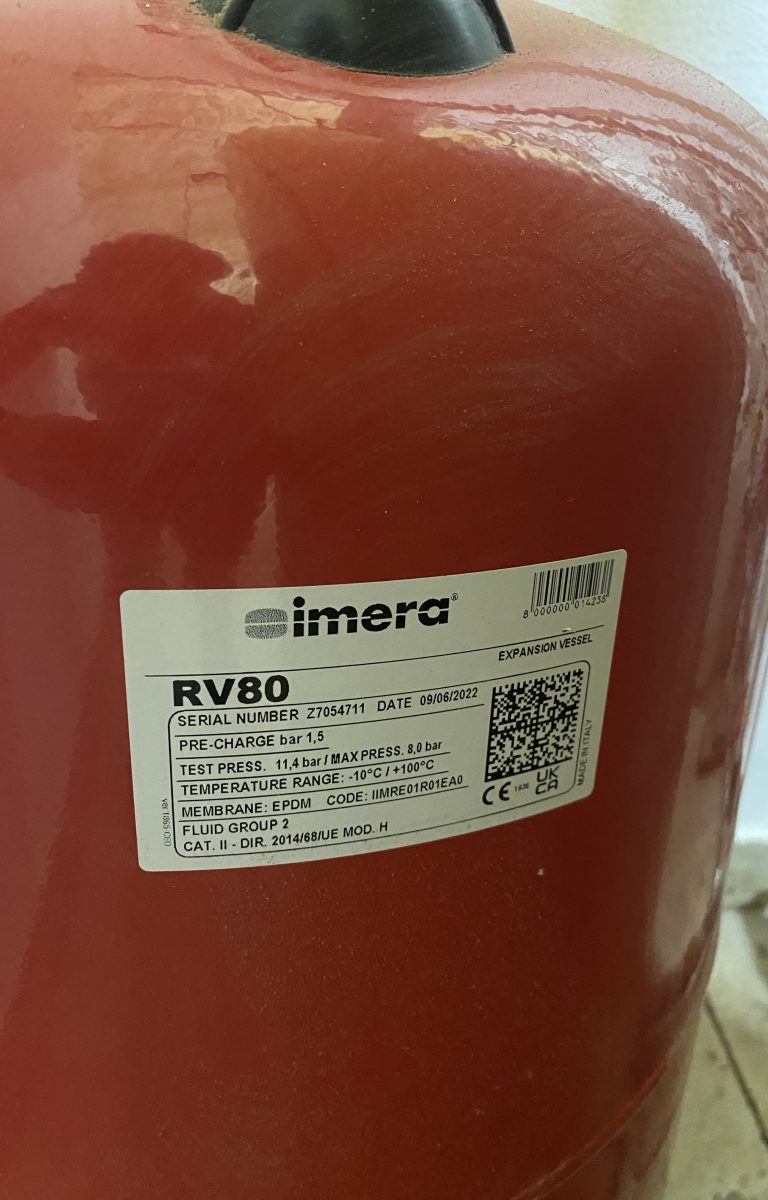 imera®
8 000000 014238
EXPANSION VESSEL
RV80
SERIAL NUMBER Z7054711 DATE 09/06/2022
PRE-CHARGE bar 1,5
TEST PRESS. 11,4 bar / MAX PRESS. 8,0 bar
TEMPERATURE RANGE: -10°C / +100°C
MEMBRANE: EPDM CODE: IIMRE01R01EA0
FLUID GROUP 2
CAT. II - DIR. 2014/68/UE MOD. H
CE 1936 UK CA
MADE IN ITALY